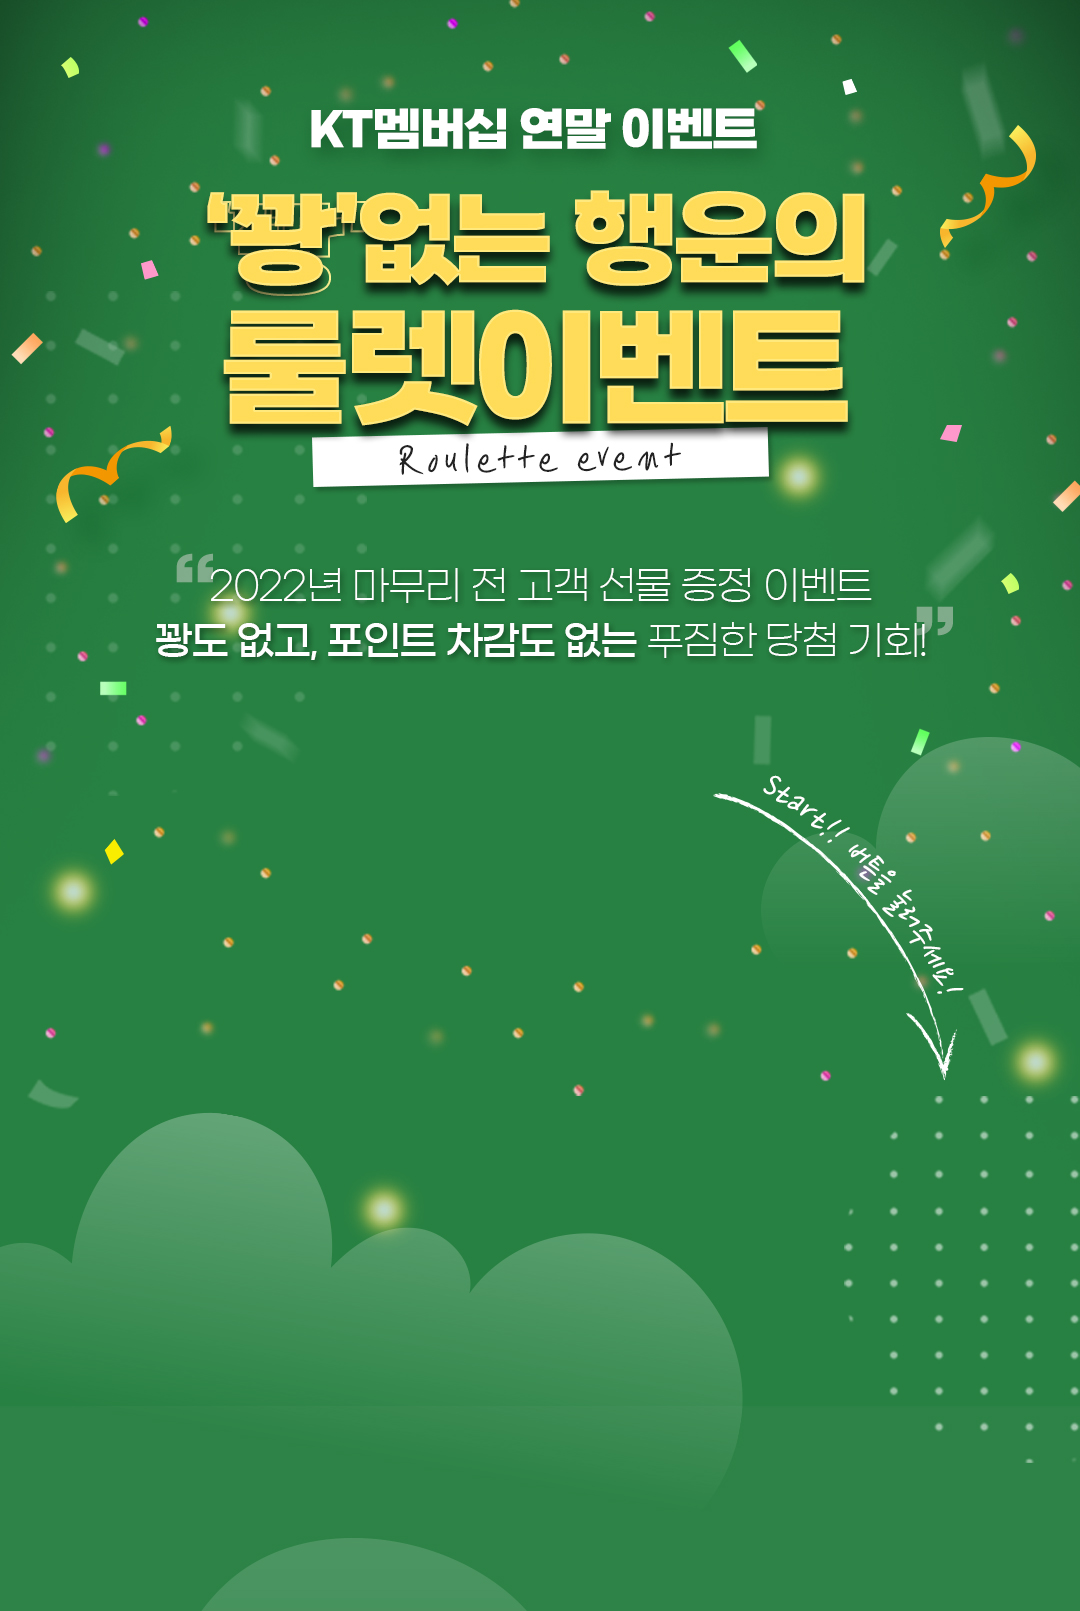 KT멤버십 연말 이벤트
‘꽝’없는 행운의
룰렛이벤트
Roulette event
“2022년 마무리 전 고객 선물 증정 이벤트
꽝도 없고, 포인트 차감도 없는 푸짐한 당첨 기회!”
Start!! 버튼을 눌러주세요!